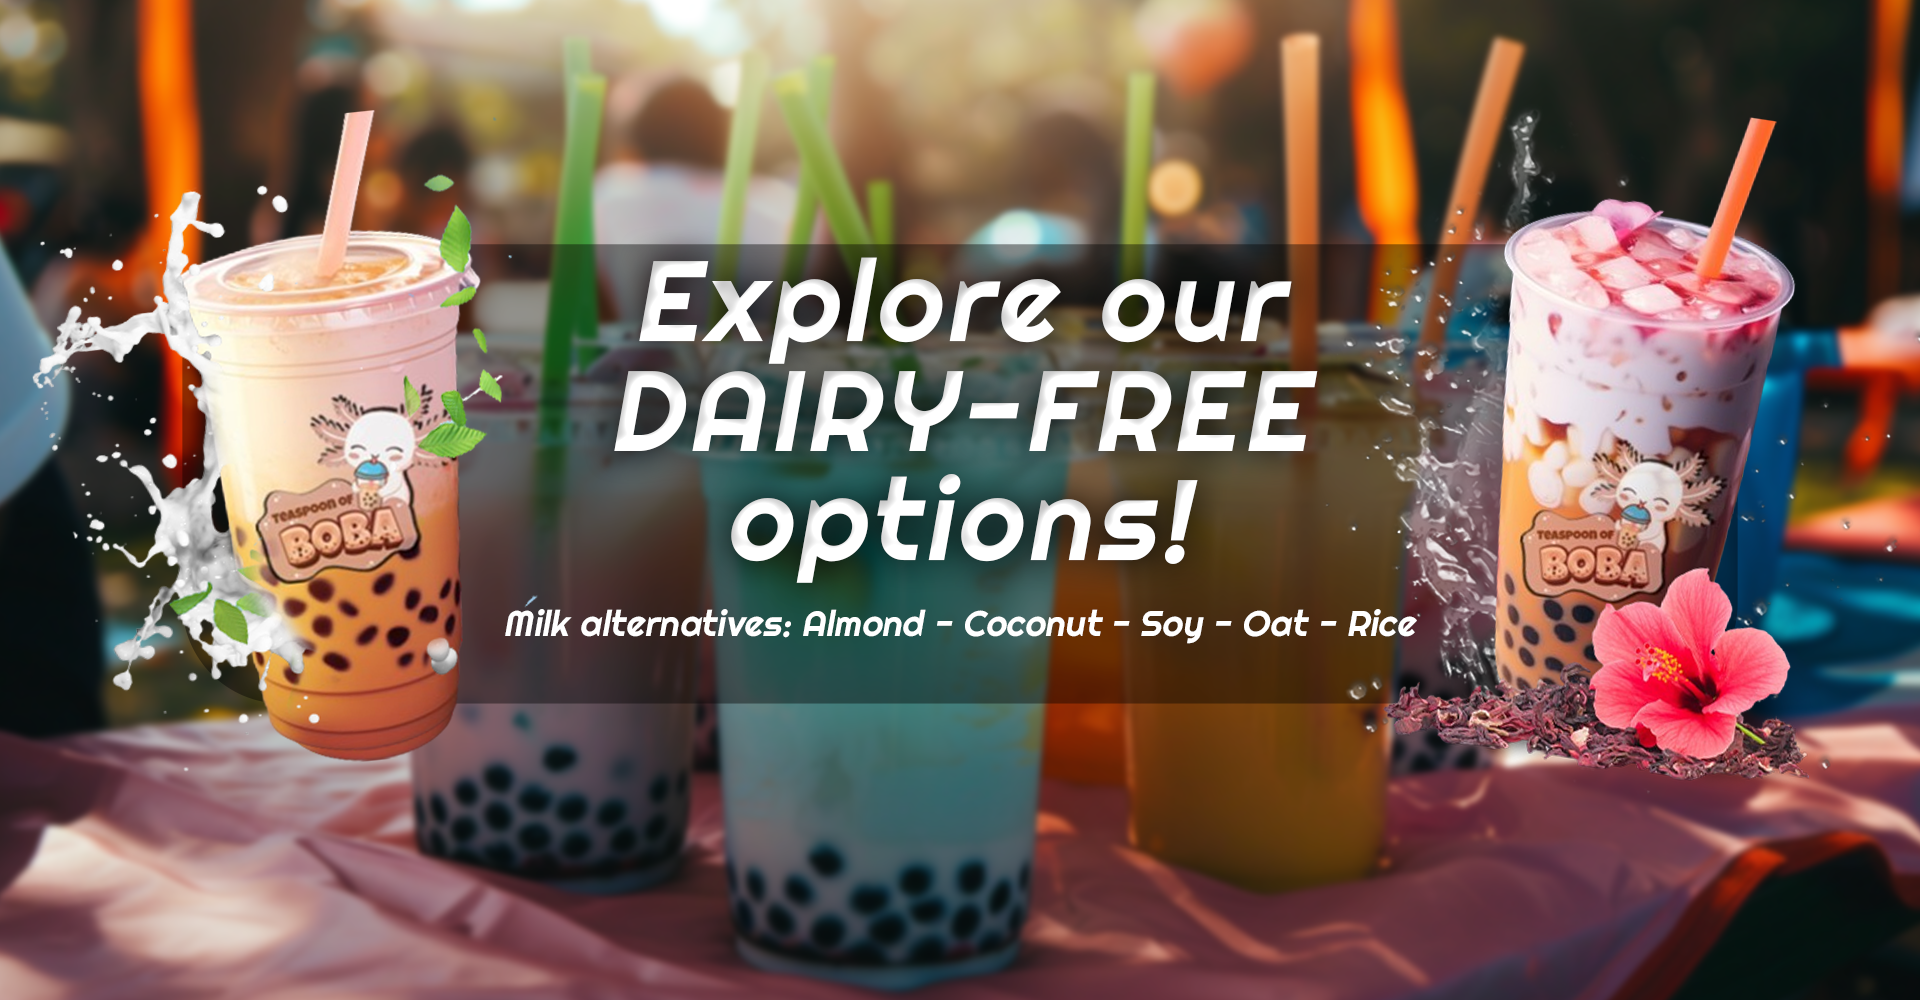 Explore our
DAIRY-FREE
options!
Milk alternatives: Almond - Coconut - Soy - Oat - Rice
TEASPOON OF
BOBA
TEASPOON OF
BOBA